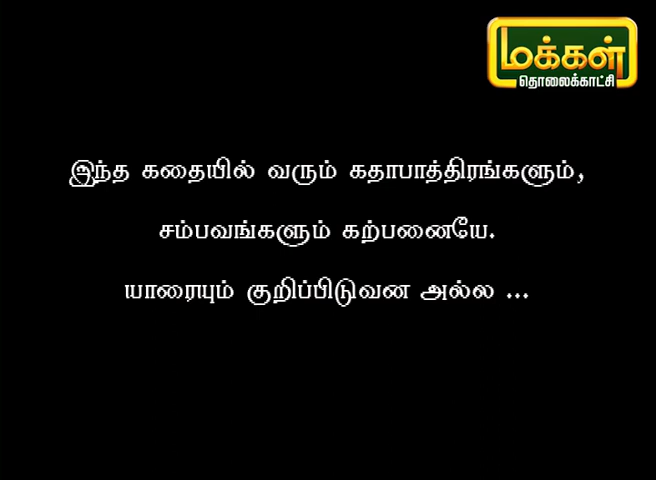 மக்கள்
தொலைக்காட்சி
இந்த கதையில் வரும் கதாபாத்திரங்களும்,
சம்பவங்களும் கற்பனையே.
யாரையும் குறிப்பிடுவன அல்ல ...